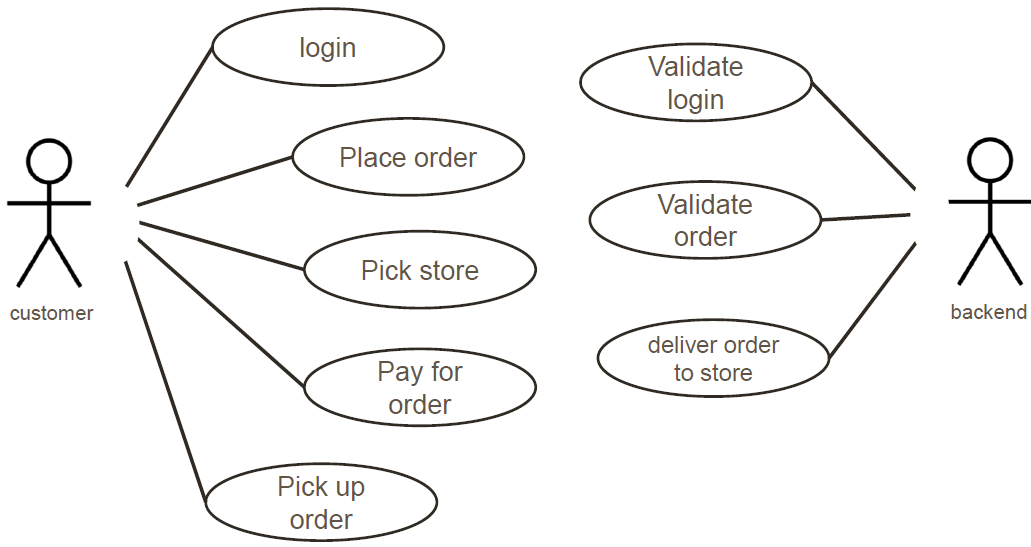 login
Place order
Pick store
Pay for
order
Pick up
order
customer
Validate
login
Validate
order
deliver order
to store
backend